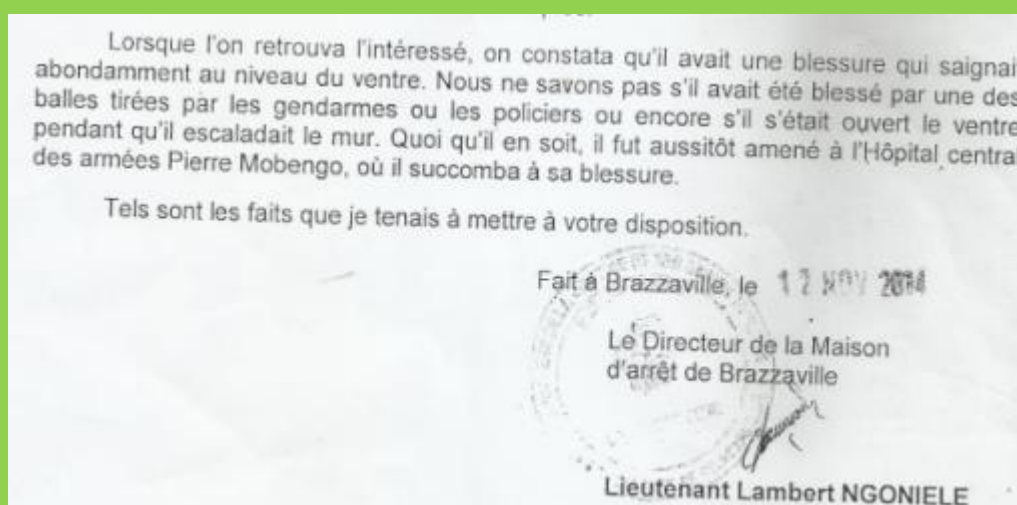 Lorsque l'on retrouva l'intéressé, on constata qu'il avait une blessure qui saignai
abondamment au niveau du ventre. Nous ne savons pas s'il avait été blessé par une des
balles tirées par les gendarmes ou les policiers ou encore s'il s'était ouvert le ventre
pendant qu'il escaladait le mur. Quoi qu'il en soit, il fut aussitôt amené à l'Hôpital central
des armées Pierre Mobengo, où il succomba à sa blessure.
Tels sont les faits que je tenais à mettre à votre disposition.
Fait à Brazzaville, le 12 NOV 2014
Le Directeur de la Maison
d'arrêt de Brazzaville
Lieutenant Lambert NGONIELE